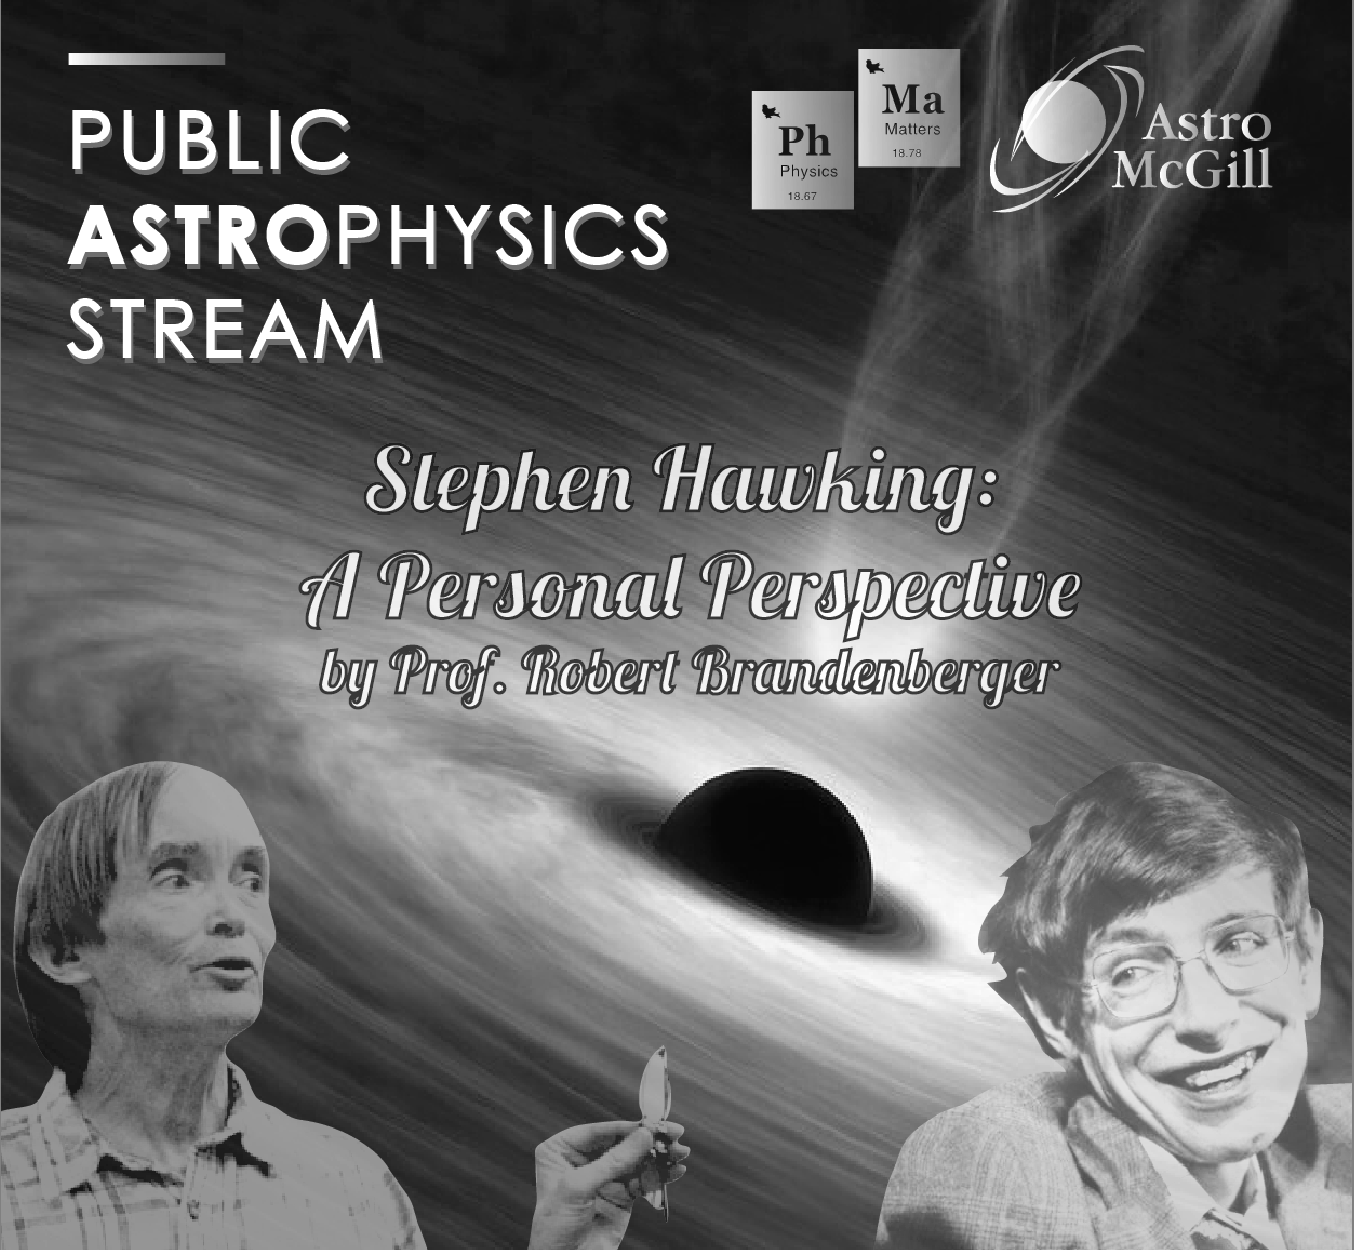 PUBLIC
ASTROPHYSICS
STREAM
Ph
Physics
18.67
Ma
Matters
18.78
Astro
McGill
Stephen Hawking:
A Personal Perspective
by Prof. Robert Brandenberger